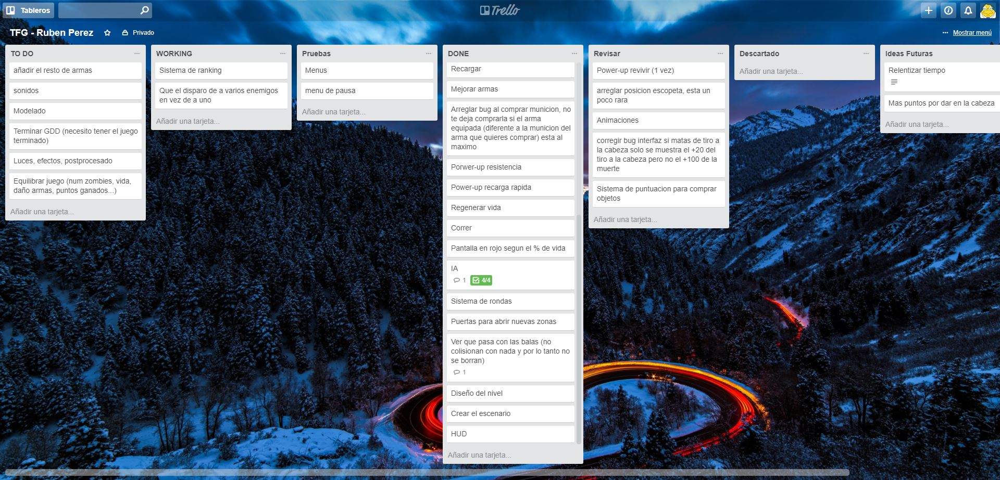 Tableros
Trello
TFG - Ruben Perez
Privado
Mostrar menú
TO DO
añadir el resto de armas
sonidos
Modelado
Terminar GDD (necesito tener el juego
terminado)
Luces, efectos, postprocesado
Equilibrar juego (num zombies, vida,
daño armas, puntos ganados...)
Añadir una tarjeta...
WORKING
Sistema de ranking
Que el disparo de a varios enemigos
en vez de a uno
Añadir una tarjeta...
Pruebas
Menus
menu de pausa
Añadir una tarjeta...
DONE
Recargar
Mejorar armas
Arreglar bug al comprar municion, no
te deja comprarla si el arma
equipada (diferente a la municion del
arma que quieres comprar) esta al
maximo
Porwer-up resistencia
Power-up recarga rapida
Regenerar vida
Correr
Pantalla en rojo segun el % de vida
IA
1 4/4
Sistema de rondas
Puertas para abrir nuevas zonas
Ver que pasa con las balas (no
colisionan con nada y por lo tanto no
se borran)
1
Diseño del nivel
Crear el escenario
HUD
Añadir una tarjeta...
Revisar
Power-up revivir (1 vez)
arreglar posicion escopeta, esta un
poco rara
Animaciones
corregir bug interfaz si matas de tiro a
la cabeza solo se muestra el +20 del
tiro a la cabeza pero no el +100 de la
muerte
Sistema de puntuacion para comprar
objetos
Añadir una tarjeta...
Descartado
Añadir una tarjeta...
Ideas Futuras
Relentizar tiempo
Mas puntos por dar en la cabeza
Añadir una tarjeta...